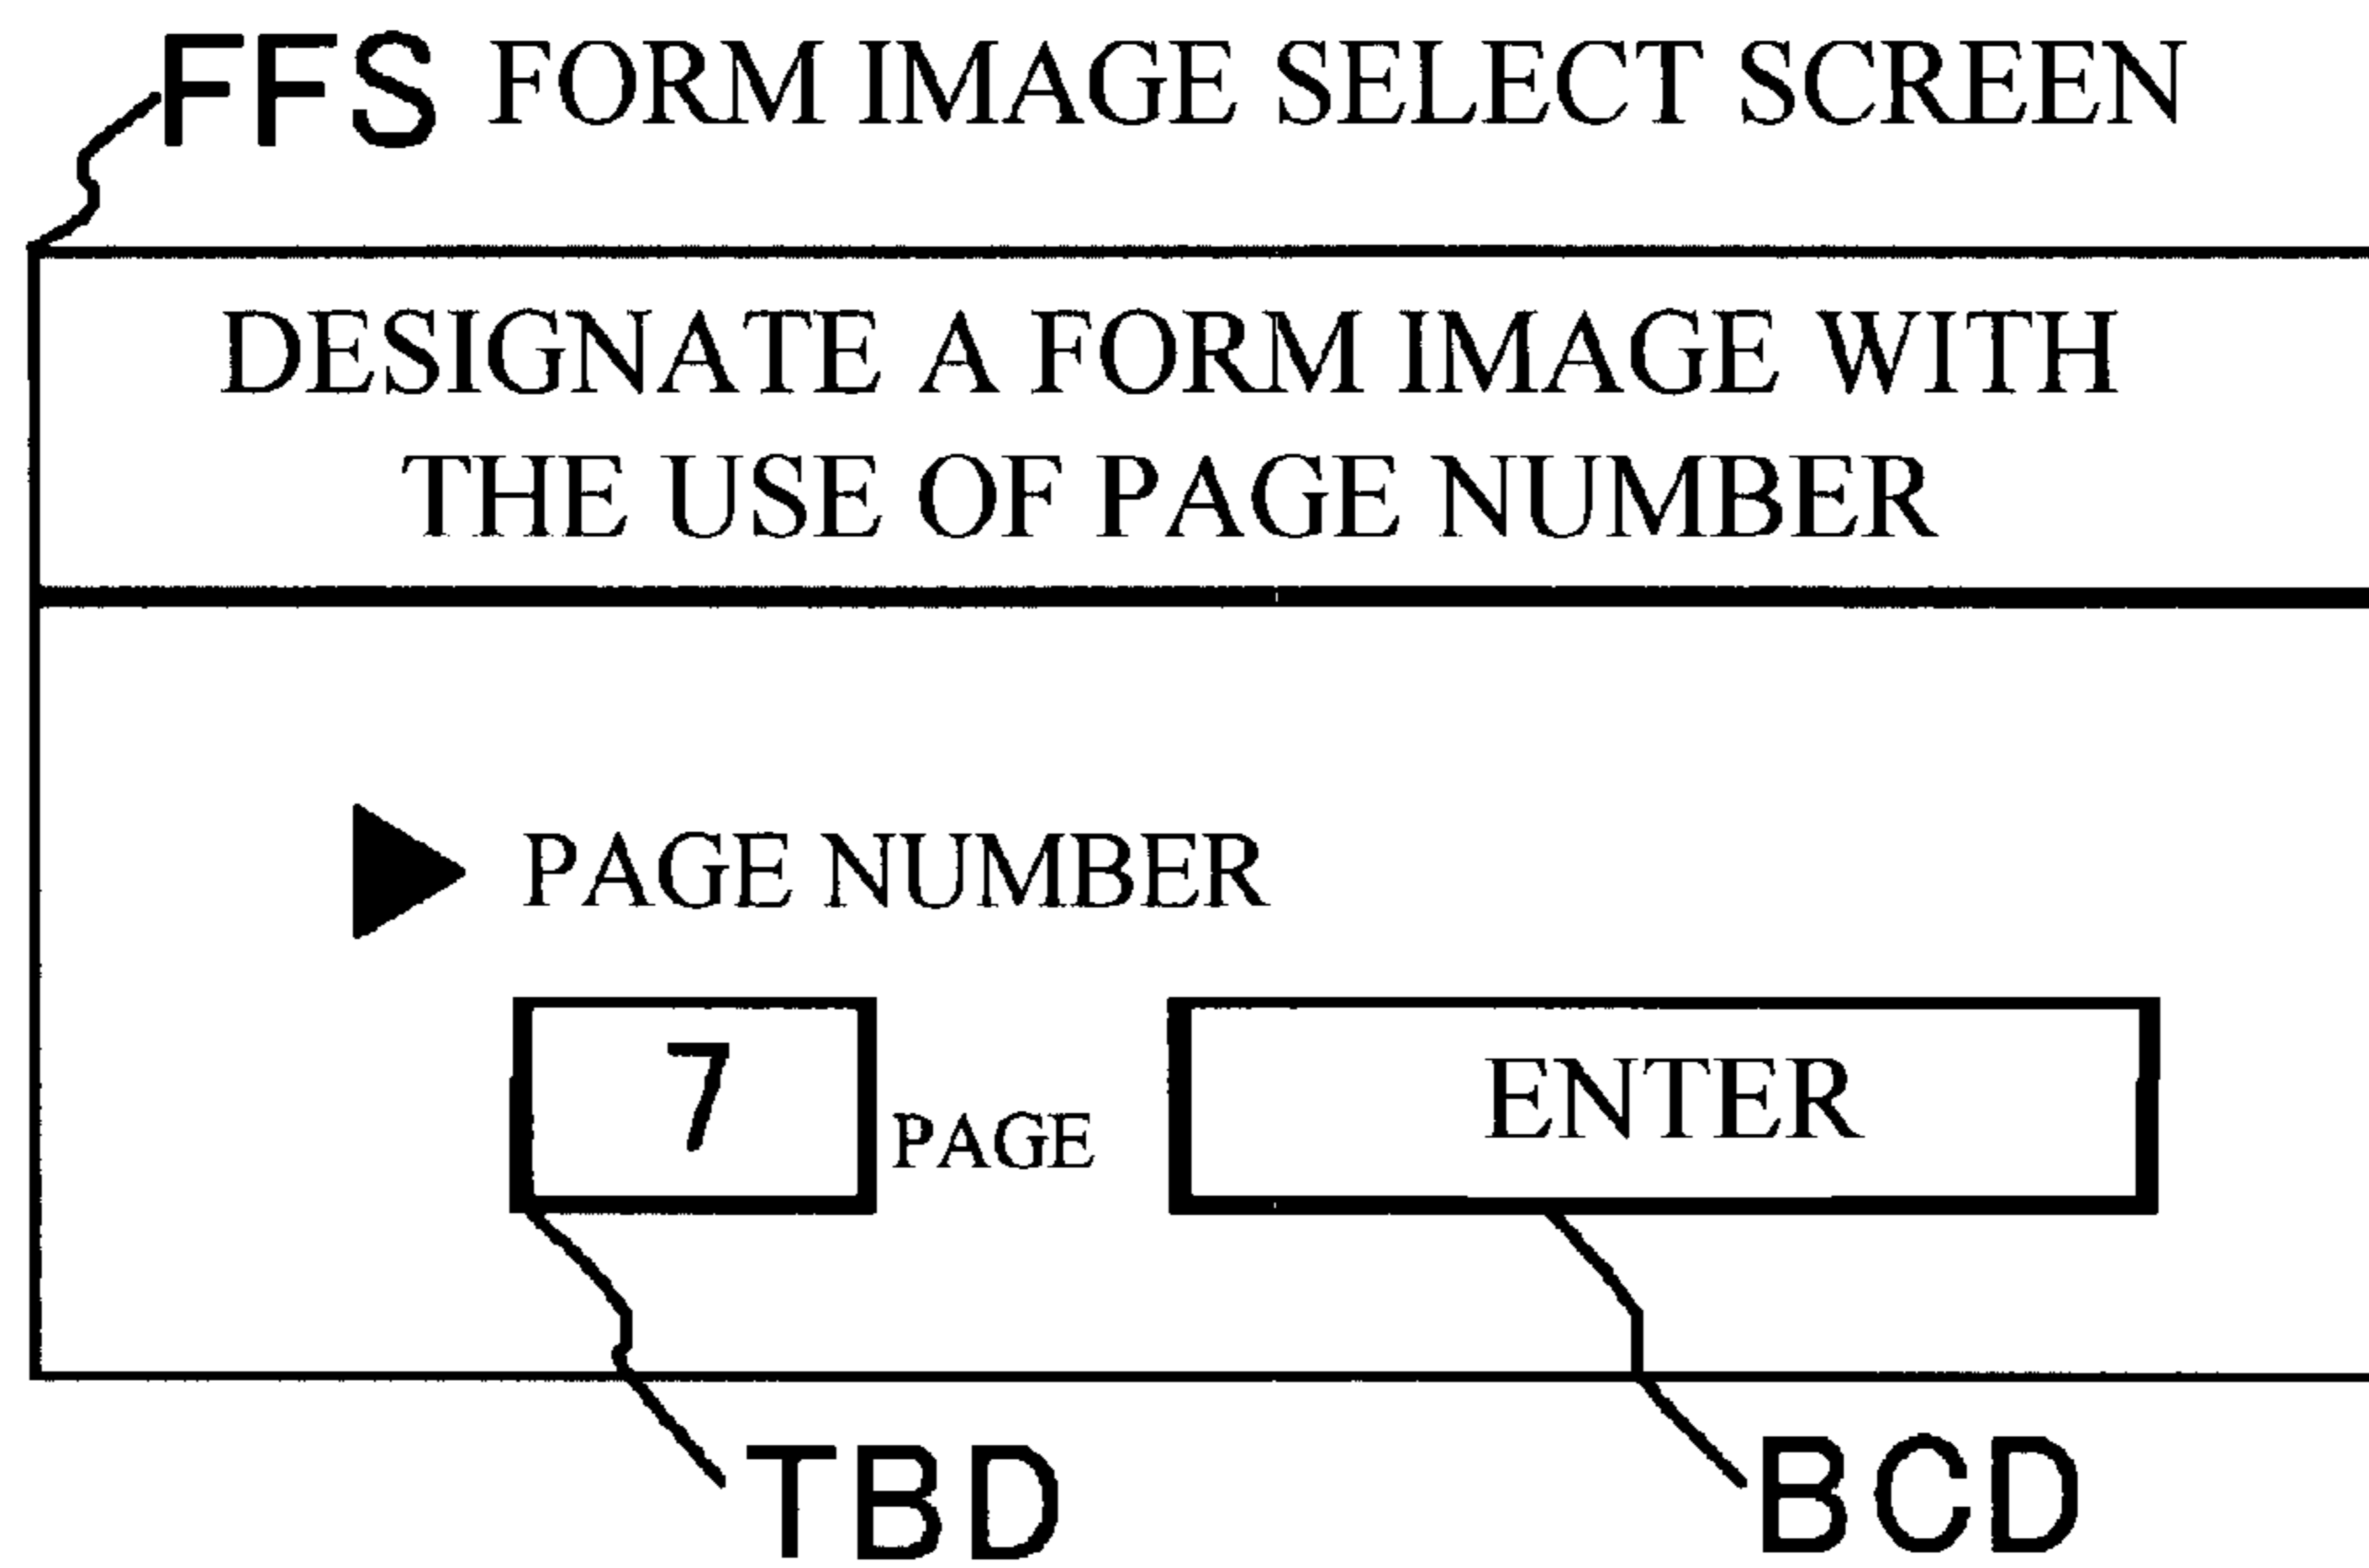 FFS FORM IMAGE SELECT SCREEN
DESIGNATE A FORM IMAGE WITH
THE USE OF PAGE NUMBER
PAGE NUMBER
7 PAGE ENTER
TBD BCD